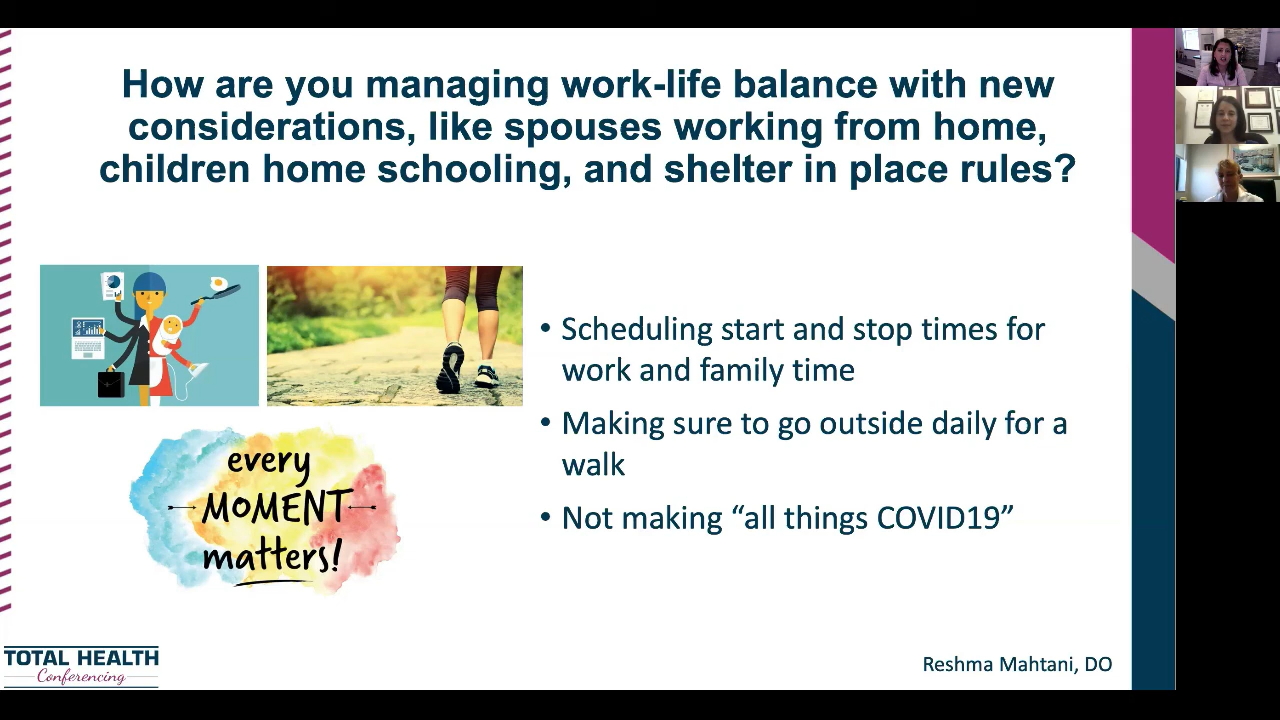 How are you managing work-life balance with new
considerations, like spouses working from home,
children home schooling, and shelter in place rules?
• Scheduling start and stop times for
work and family time
• Making sure to go outside daily for a
walk
• Not making “all things COVID19”
every
MOMENT
matters!
TOTAL HEALTH
Conferencing
Reshma Mahtani, DO